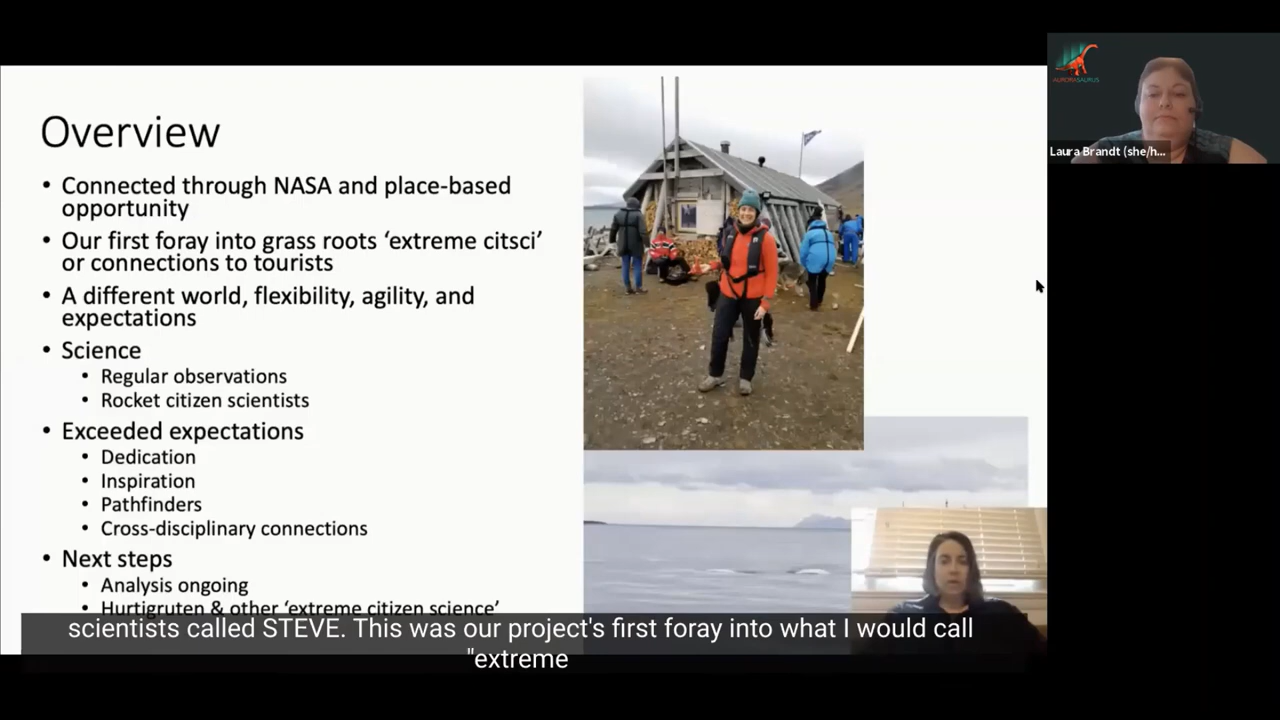 Overview
• Connected through NASA and place-based
opportunity
• Our first foray into grass roots ‘extreme citsci’
or connections to tourists
• A different world, flexibility, agility, and
expectations
• Science
• Regular observations
• Rocket citizen scientists
• Exceeded expectations
• Dedication
• Inspiration
• Pathfinders
• Cross-disciplinary connections
• Next steps
• Analysis ongoing
• Hurtigruten & other ‘extreme citizen science’
scientists called STEVE. This was our project's first foray into what I would call
"extreme
AURORASAURUS
Laura Brandt (she/h...